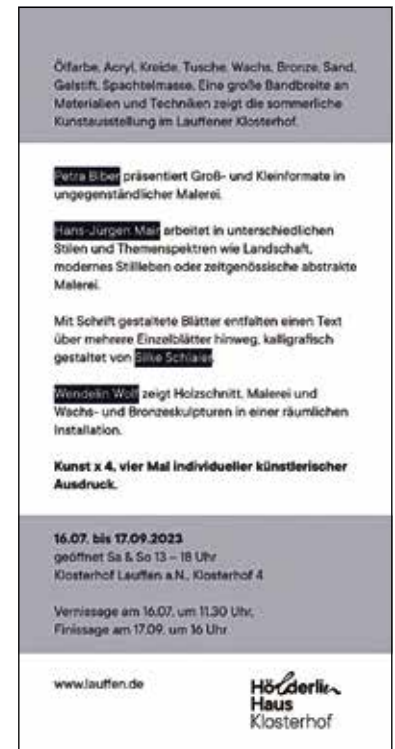 Ölfarbe, Acryl, Kreide, Tusche, Wachs, Bronze, Sand,
Gelstift, Spachtelmasse. Eine große Bandbreite an
Materialien und Techniken zeigt die sommerliche
Kunstausstellung im Lauffener Klosterhof.
Petra Biber präsentiert Groß- und Kleinformate in
ungegenständlicher Malerei.
Hans-Jürgen Mair arbeitet in unterschiedlichen
Stilen und Themenspektren wie Landschaft,
modernes Stillleben oder zeitgenössische abstrakte
Malerei.
Mit Schrift gestaltete Blätter entfalten einen Text
über mehrere Einzelblätter hinweg, kalligrafisch
gestaltet von Silke Schlaier.
Wendelin Wolf zeigt Holzschnitt, Malerei und
Wachs- und Bronzeskulpturen in einer räumlichen
Installation.
Kunst x 4, vier Mal individueller künstlerischer
Ausdruck.
16.07. bis 17.09.2023
geöffnet Sa & So 13 – 18 Uhr
Klosterhof Lauffen a.N., Klosterhof 4
Vernissage am 16.07. um 11.30 Uhr,
Finissage am 17.09. um 16 Uhr
www.lauffen.de
Hölderlin
Haus
Klosterhof